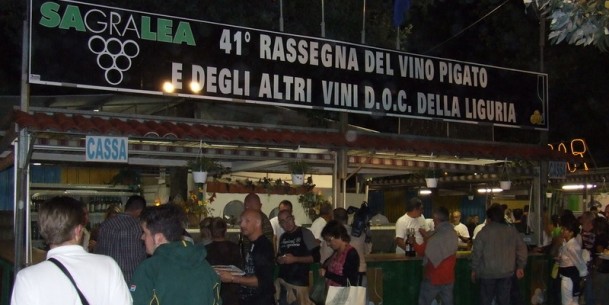 SAGRALEA
41° RASSEGNA DEL VINO PIGATO
E DEGLI ALTRI VINI D.O.C. DELLA LIGURIA
CASSA